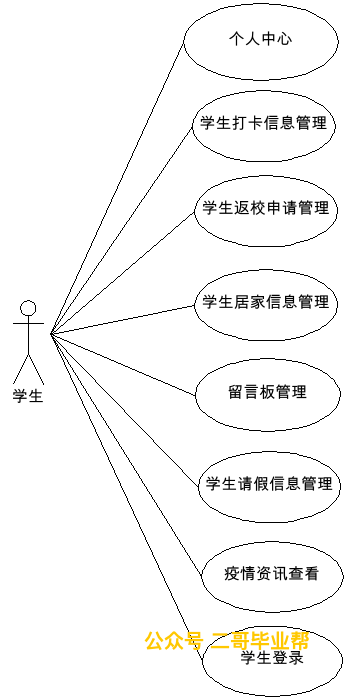 个人中心
学生打卡信息管理
学生返校申请管理
学生居家信息管理
学生
留言板管理
学生请假信息管理
疫情资讯查看
公众号 二哥毕业帮
学生登录